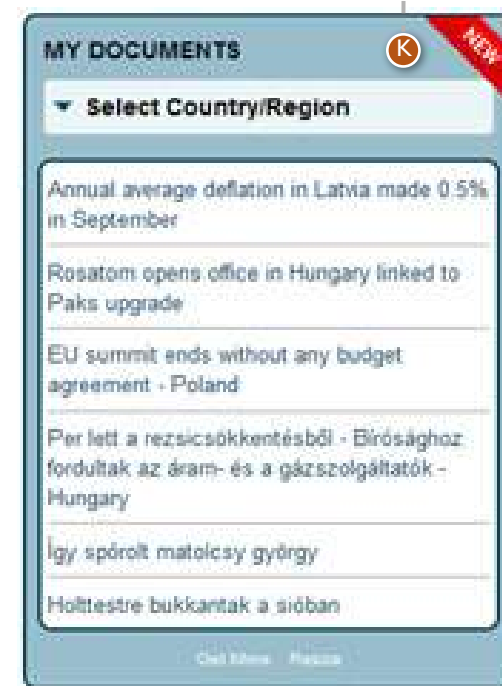 MY DOCUMENTS
K
NEW
Select Country/Region
Annual average deflation in Latvia made 0.5%
in September
Rosatom opens office in Hungary linked to
Paks upgrade
EU summit ends without any budget
agreement - Poland
Per lett a rezsicsökkentésből - Bírósághoz
fordultak az áram- és a gázszolgáltatók -
Hungary
Így spórolt matolcsy györgy
Holttestre bukkantak a sióban